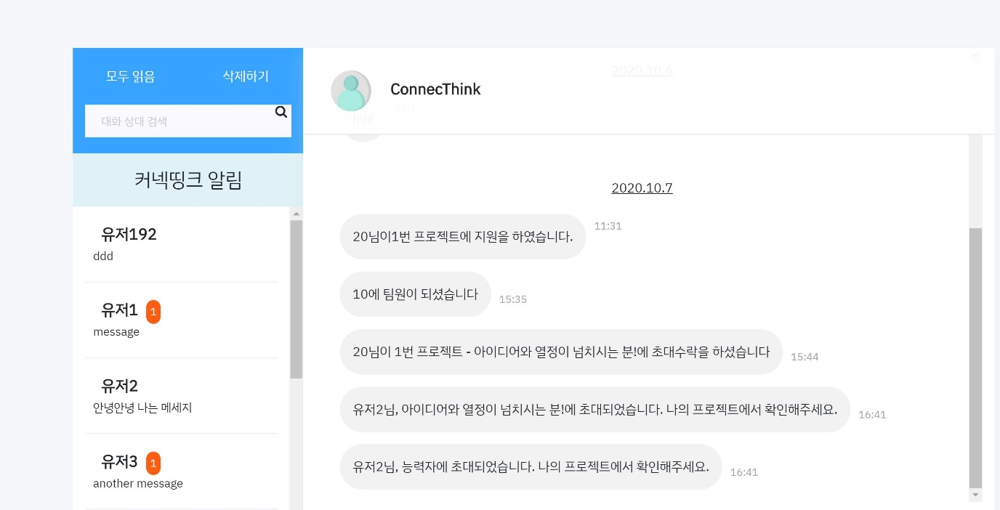 모두 읽음
삭제하기
대화 상대 검색
커넥띵크 알림
유저192
ddd
유저1 1
message
유저2
안녕안녕 나는 메세지
유저3 1
another message
2020.10.6
ConnecThink
hihi
2020.10.7
20님이1번 프로젝트에 지원을 하였습니다. 11:31
10에 팀원이 되셨습니다 15:35
20님이 1번 프로젝트 - 아이디어와 열정이 넘치시는 분!에 초대수락을 하셨습니다 15:44
유저2님, 아이디어와 열정이 넘치시는 분!에 초대되었습니다. 나의 프로젝트에서 확인해주세요. 16:41
유저2님, 능력자에 초대되었습니다. 나의 프로젝트에서 확인해주세요. 16:41